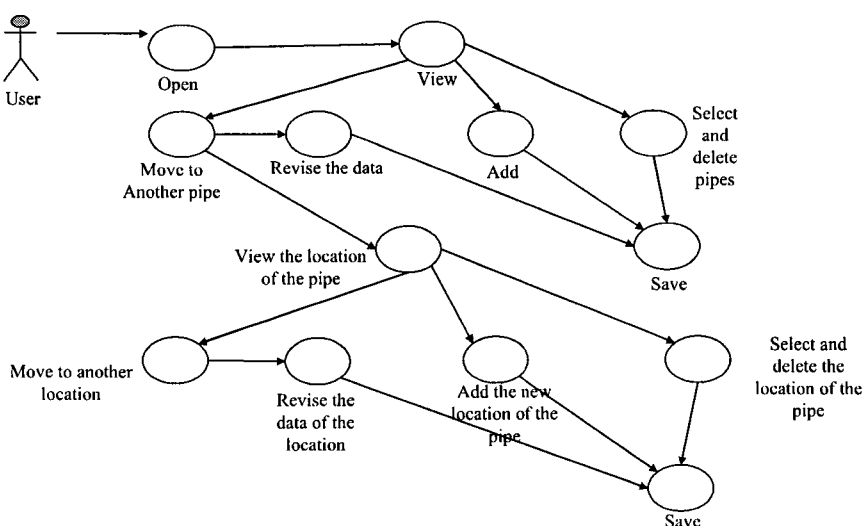 User
Open
View
Move to
Another pipe
Revise the data
Add
Select
and
delete
pipes
View the location
of the pipe
Save
Move to another
location
Revise the
data of the
location
Add the new
location of the
pipe
Select and
delete the
location of the
pipe
Save